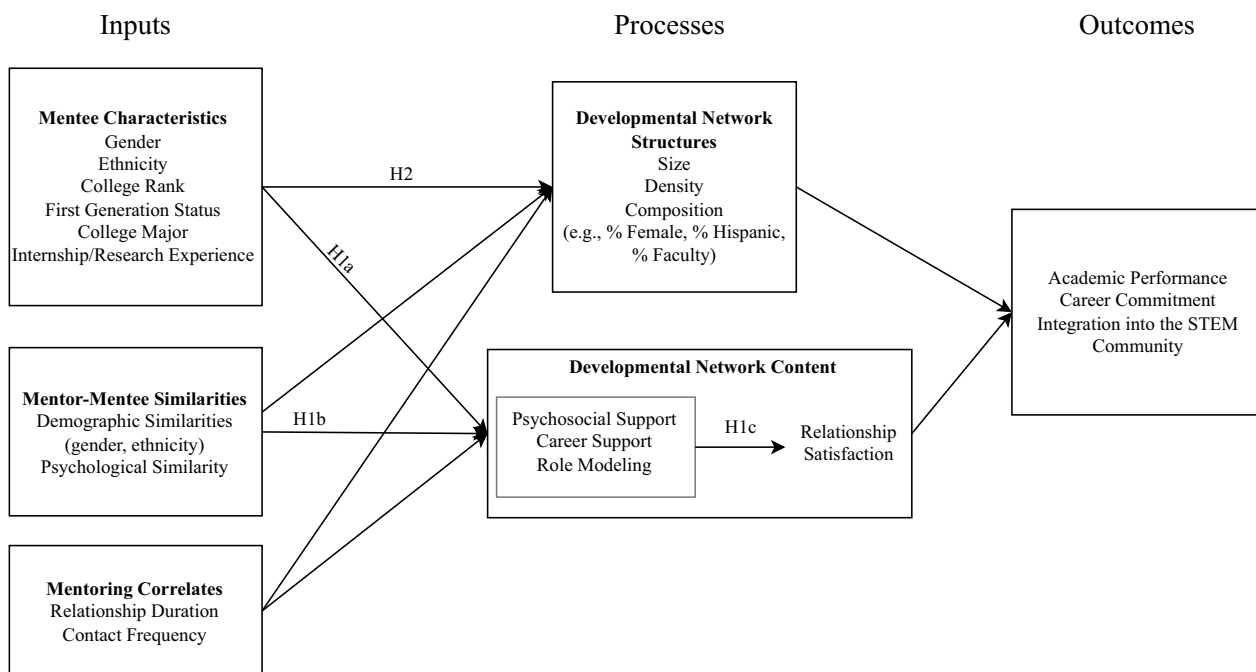 Inputs
Processes
Outcomes
Mentee Characteristics
Gender
Ethnicity
College Rank
First Generation Status
College Major
Internship/Research Experience
Mentor-Mentee Similarities
Demographic Similarities
(gender, ethnicity)
Psychological Similarity
Mentoring Correlates
Relationship Duration
Contact Frequency
H2
H1a
H1b
Developmental Network
Structures
Size
Density
Composition
(e.g., % Female, % Hispanic,
% Faculty)
Developmental Network Content
Psychosocial Support
Career Support
Role Modeling
H1c
Relationship
Satisfaction
Academic Performance
Career Commitment
Integration into the STEM
Community